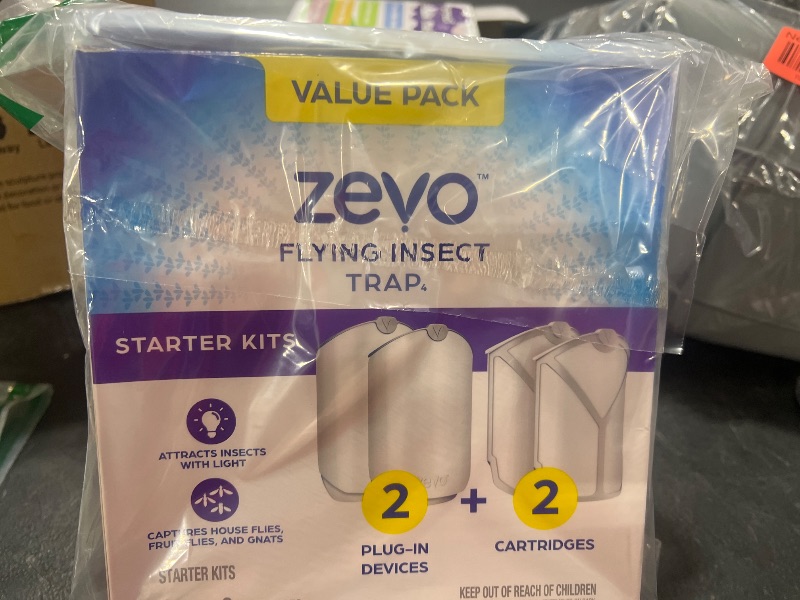 VALUE PACK
zevo™
FLYING INSECT
TRAP₄
STARTER KITS
ATTRACTS INSECTS
WITH LIGHT
CAPTURES HOUSE FLIES,
FRUIT FLIES, AND GNATS
2
+
2
PLUG-IN
DEVICES
CARTRIDGES
STARTER KITS
KEEP OUT OF REACH OF CHILDREN